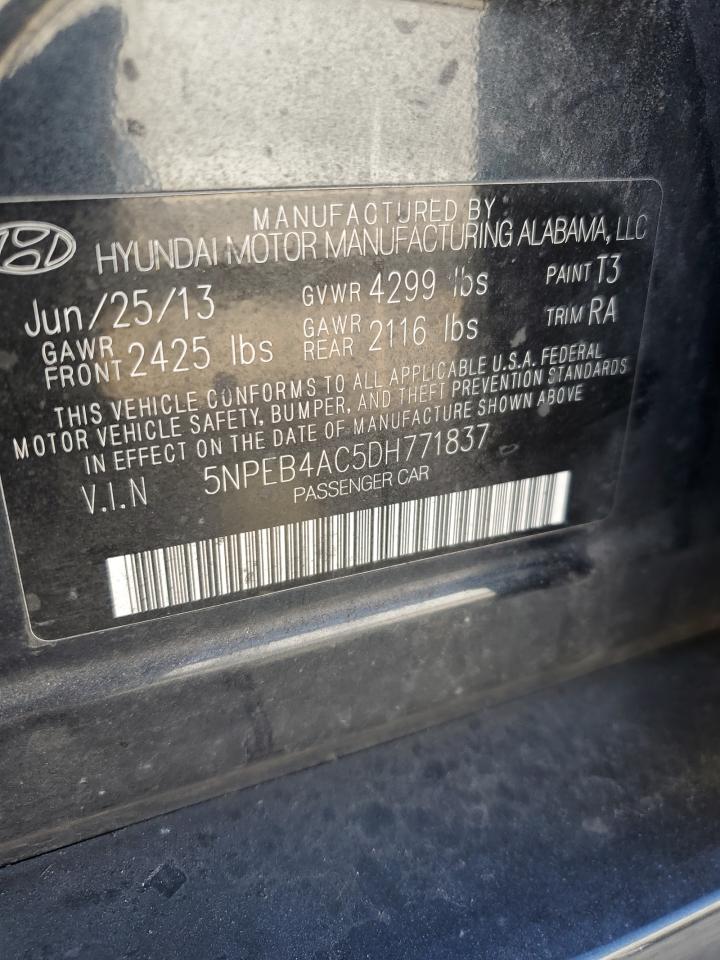 MANUFACTURED BY
HYUNDAI MOTOR MANUFACTURING ALABAMA, LLC
Jun/25/13 GVWR 4299 lbs PAINT T3
GAWR FRONT 2425 lbs GAWR REAR 2116 lbs TRIM RA
THIS VEHICLE CONFORMS TO ALL APPLICABLE U.S.A. FEDERAL
MOTOR VEHICLE SAFETY, BUMPER, AND THEFT PREVENTION STANDARDS
IN EFFECT ON THE DATE OF MANUFACTURE SHOWN ABOVE
V.I.N 5NPEB4AC5DH771837
PASSENGER CAR